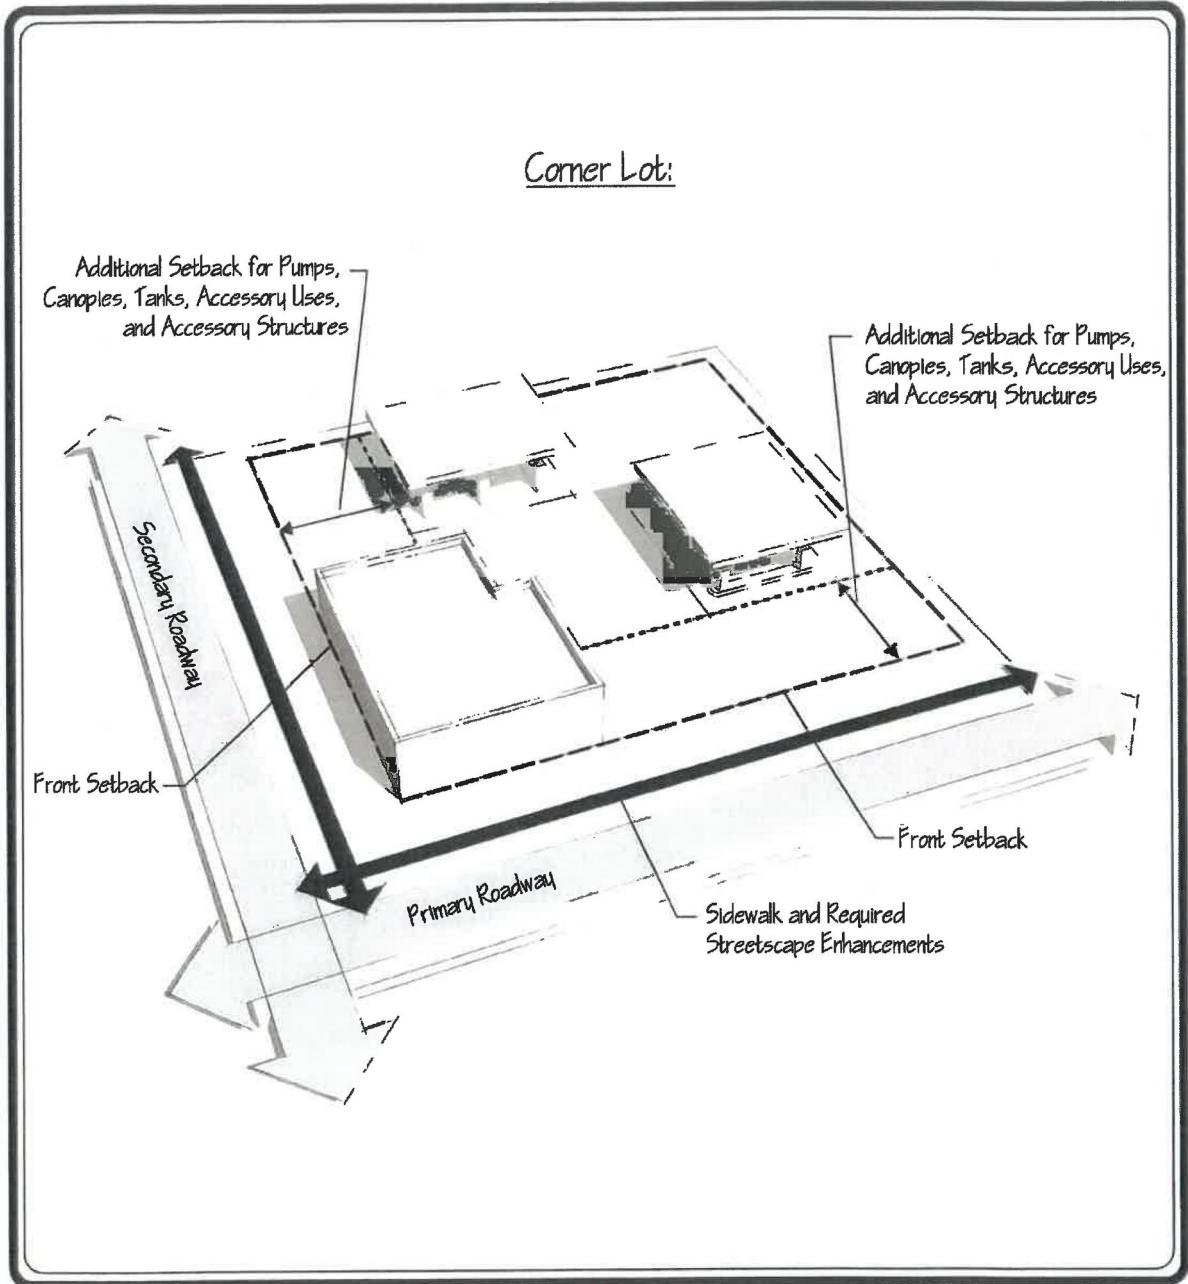 Corner Lot:
Additional Setback for Pumps,
Canopies, Tanks, Accessory Uses,
and Accessory Structures
Additional Setback for Pumps,
Canopies, Tanks, Accessory Uses,
and Accessory Structures
Secondary Roadway
Front Setback
Front Setback
Primary Roadway
Sidewalk and Required
Streetscape Enhancements